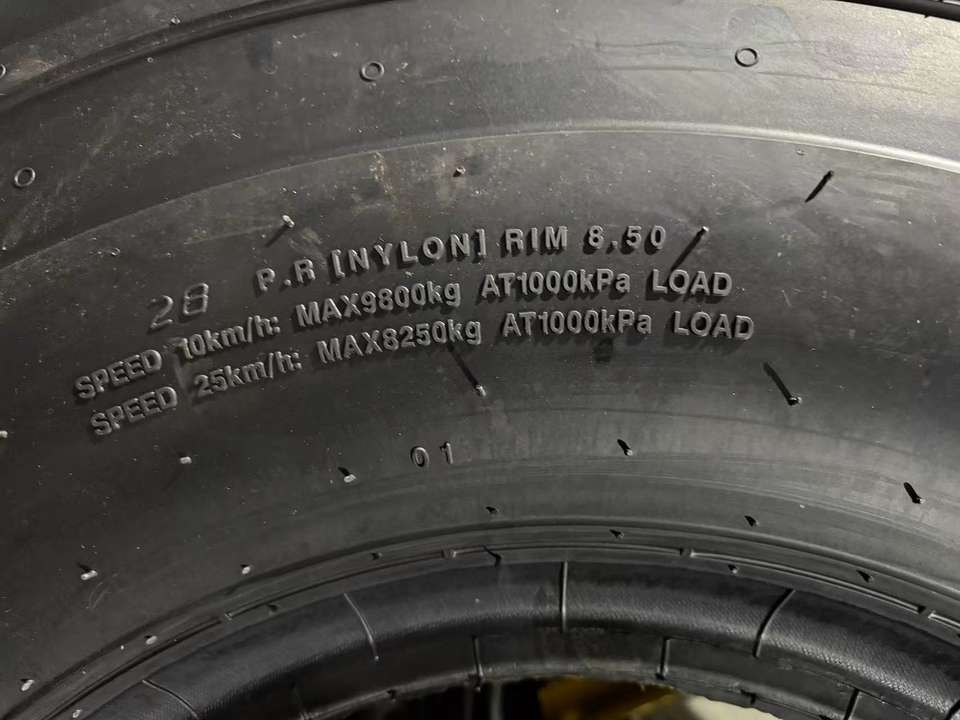 28 P.R [NYLON] RIM 8.50
SPEED 10km/h: MAX9800kg AT1000kPa LOAD
SPEED 25km/h: MAX8250kg AT1000kPa LOAD
01